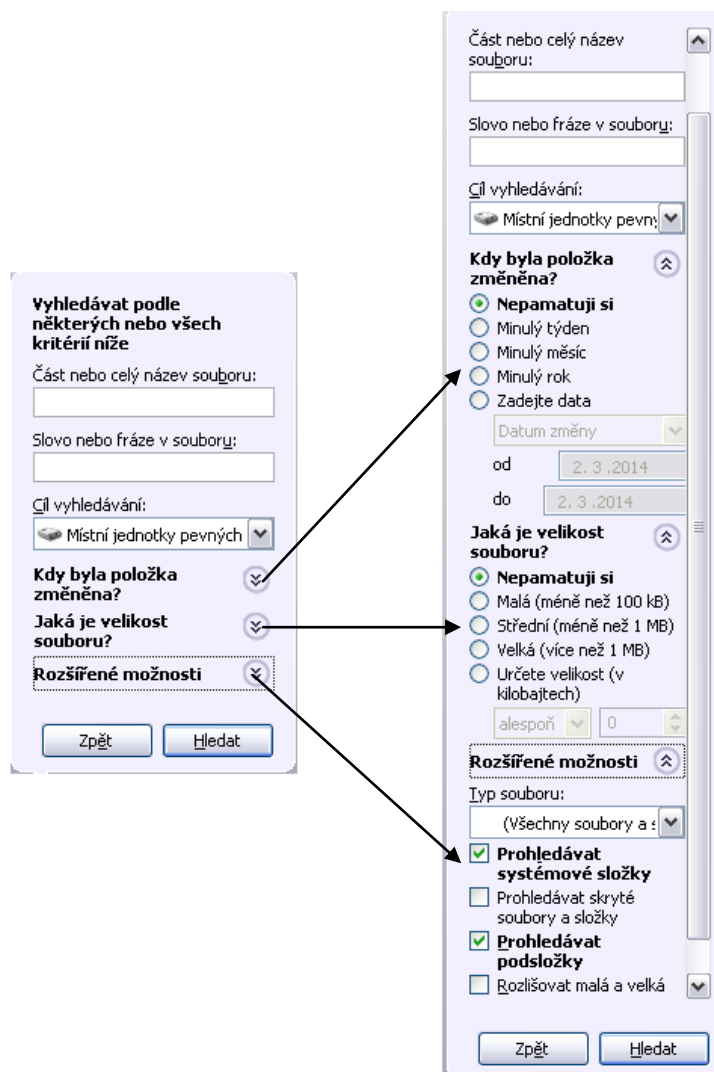 Vyhledávat podle
některých nebo všech
kritérií níže
Část nebo celý název souboru:
Slovo nebo fráze v souboru:
Cíl vyhledávání:
Místní jednotky pevných
Kdy byla položka
změněna?
Jaká je velikost
souboru?
Rozšířené možnosti
Zpět
Hledat
Část nebo celý název
souboru:
Slovo nebo fráze v souboru:
Cíl vyhledávání:
Místní jednotky pevn
Kdy byla položka
změněna?
Nepamatuji si
Minulý týden
Minulý měsíc
Minulý rok
Zadejte data
Datum změny
od 2. 3 .2014
do 2. 3 .2014
Jaká je velikost
souboru?
Nepamatuji si
Malá (méně než 100 kB)
Střední (méně než 1 MB)
Velká (více než 1 MB)
Určete velikost (v
kilobajtech)
alespoň 0
Rozšířené možnosti
Typ souboru:
(Všechny soubory a s
Prohledávat
systémové složky
Prohledávat skryté
soubory a složky
Prohledávat
podsložky
Rozlišovat malá a velká
Zpět
Hledat